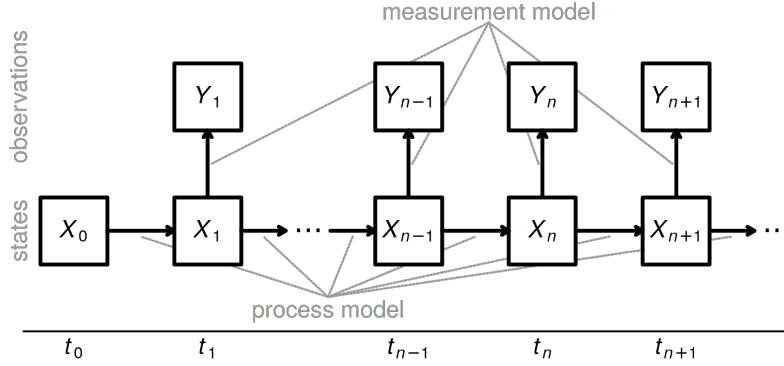 measurement model
observations
Y₁ Yₙ₋₁ Yₙ Yₙ₊₁
states
X₀ X₁ ··· Xₙ₋₁ Xₙ Xₙ₊₁ ··
process model
t₀ t₁ tₙ₋₁ tₙ tₙ₊₁